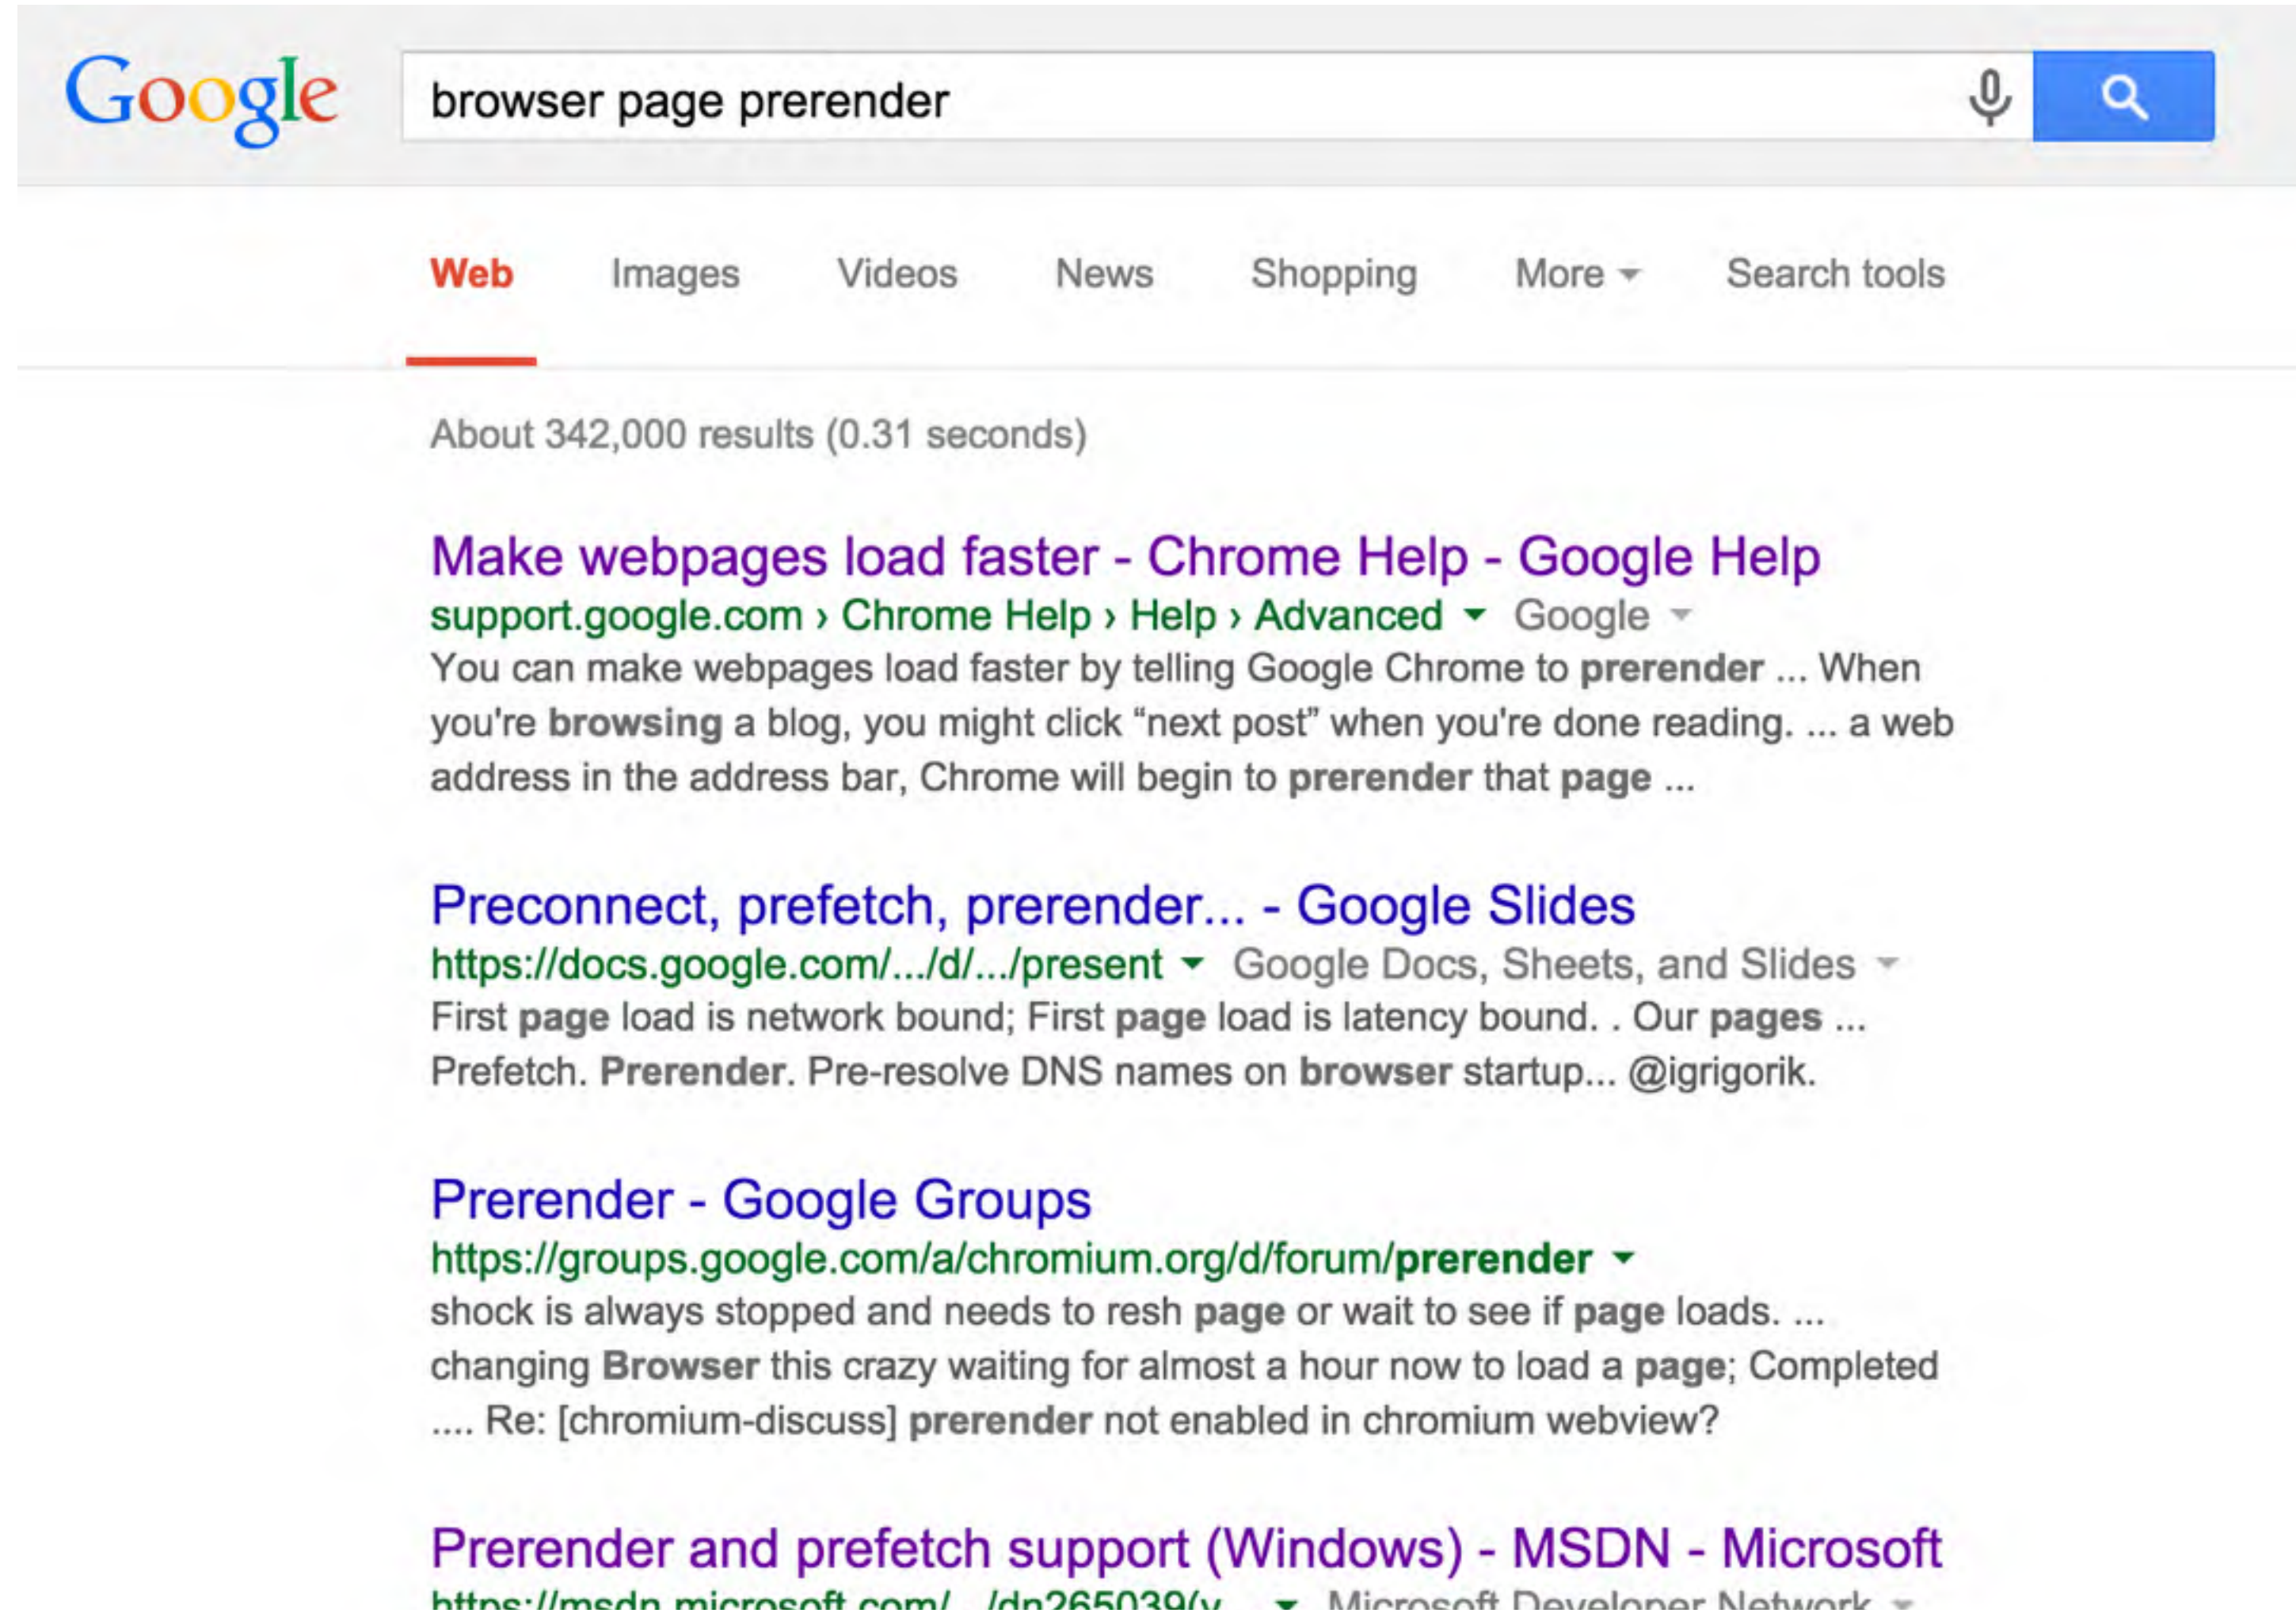 Google browser page prerender
Web Images Videos News Shopping More Search tools
About 342,000 results (0.31 seconds)
Make webpages load faster - Chrome Help - Google Help
support.google.com › Chrome Help › Help › Advanced Google
You can make webpages load faster by telling Google Chrome to prerender ... When
you're browsing a blog, you might click “next post” when you're done reading. ... a web
address in the address bar, Chrome will begin to prerender that page ...
Preconnect, prefetch, prerender... - Google Slides
https://docs.google.com/.../d/.../present Google Docs, Sheets, and Slides
First page load is network bound; First page load is latency bound. . Our pages ...
Prefetch. Prerender. Pre-resolve DNS names on browser startup... @igrigorik.
Prerender - Google Groups
https://groups.google.com/a/chromium.org/d/forum/prerender
shock is always stopped and needs to resh page or wait to see if page loads. ...
changing Browser this crazy waiting for almost a hour now to load a page; Completed
.... Re: [chromium-discuss] prerender not enabled in chromium webview?
Prerender and prefetch support (Windows) - MSDN - Microsoft
https://msdn.microsoft.com/.../dn265039(v... Microsoft Developer Network